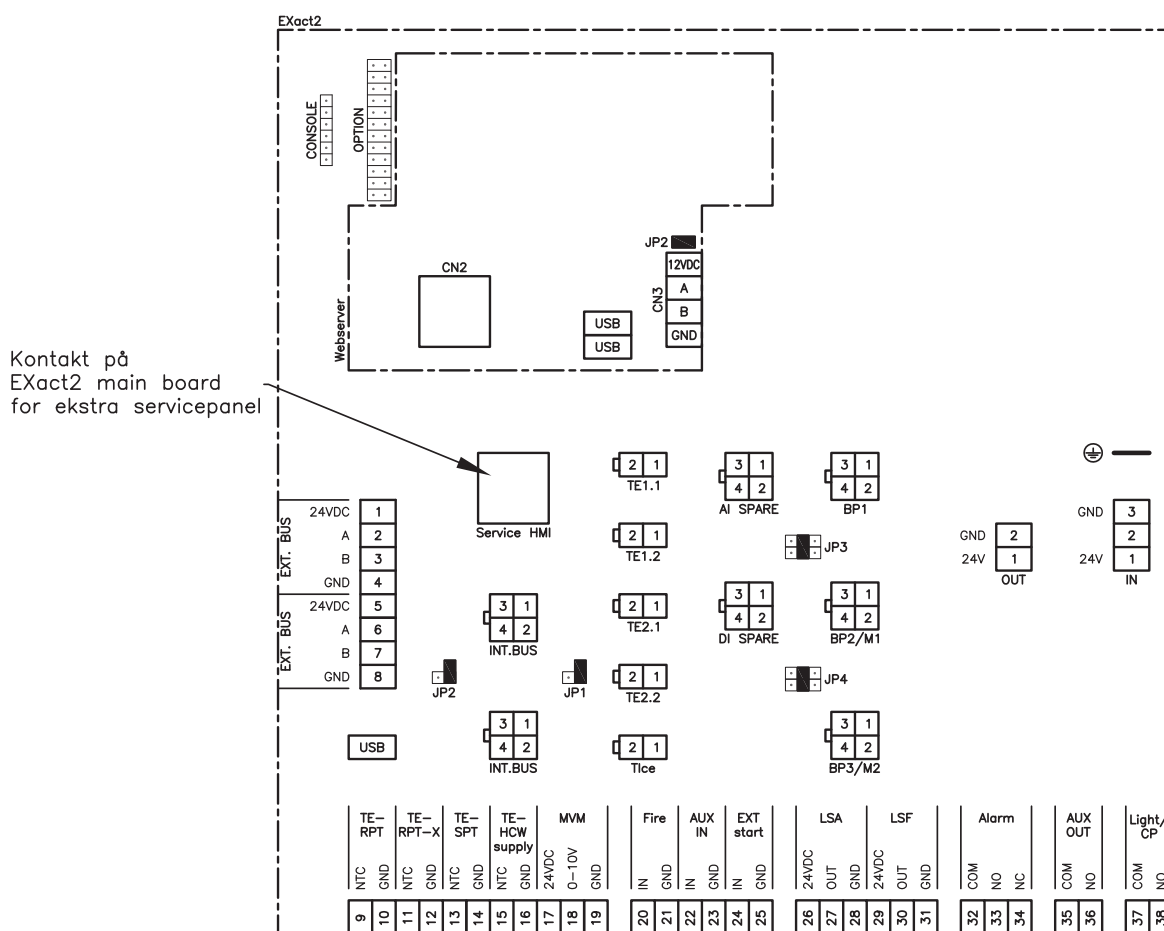 EXact2
CONSOLE
OPTION
JP2
12VDC
A
B
GND
CN3
CN2
USB
USB
Webserver
Kontakt på
EXact2 main board
for ekstra servicepanel
Service HMI
EXT. BUS
24VDC 1
A 2
B 3
GND 4
EXT. BUS
24VDC 5
A 6
B 7
GND 8
USB
JP2
3 1
4 2
INT.BUS
JP1
3 1
4 2
INT.BUS
2 1
TE1.1
2 1
TE1.2
2 1
TE2.1
2 1
TE2.2
2 1
TIce
3 1
4 2
AI SPARE
3 1
4 2
DI SPARE
3 1
4 2
BP1
JP3
3 1
4 2
BP2/M1
JP4
3 1
4 2
BP3/M2
GND 2
24V 1
OUT
GND 3
2
24V 1
IN
TE-
RPT
NTC 9
GND 10
TE-
RPT-X
NTC 11
GND 12
TE-
SPT
NTC 13
GND 14
TE-
HCW
supply
NTC 15
GND 16
MVM
24VDC 17
0-10V 18
GND 19
Fire
IN 20
GND 21
AUX
IN
IN 22
GND 23
EXT
start
IN 24
GND 25
LSA
24VDC 26
OUT 27
GND 28
LSF
24VDC 29
OUT 30
GND 31
Alarm
COM 32
NO 33
NC 34
AUX
OUT
COM 35
NO 36
Light/
CP
COM 37
NO 38